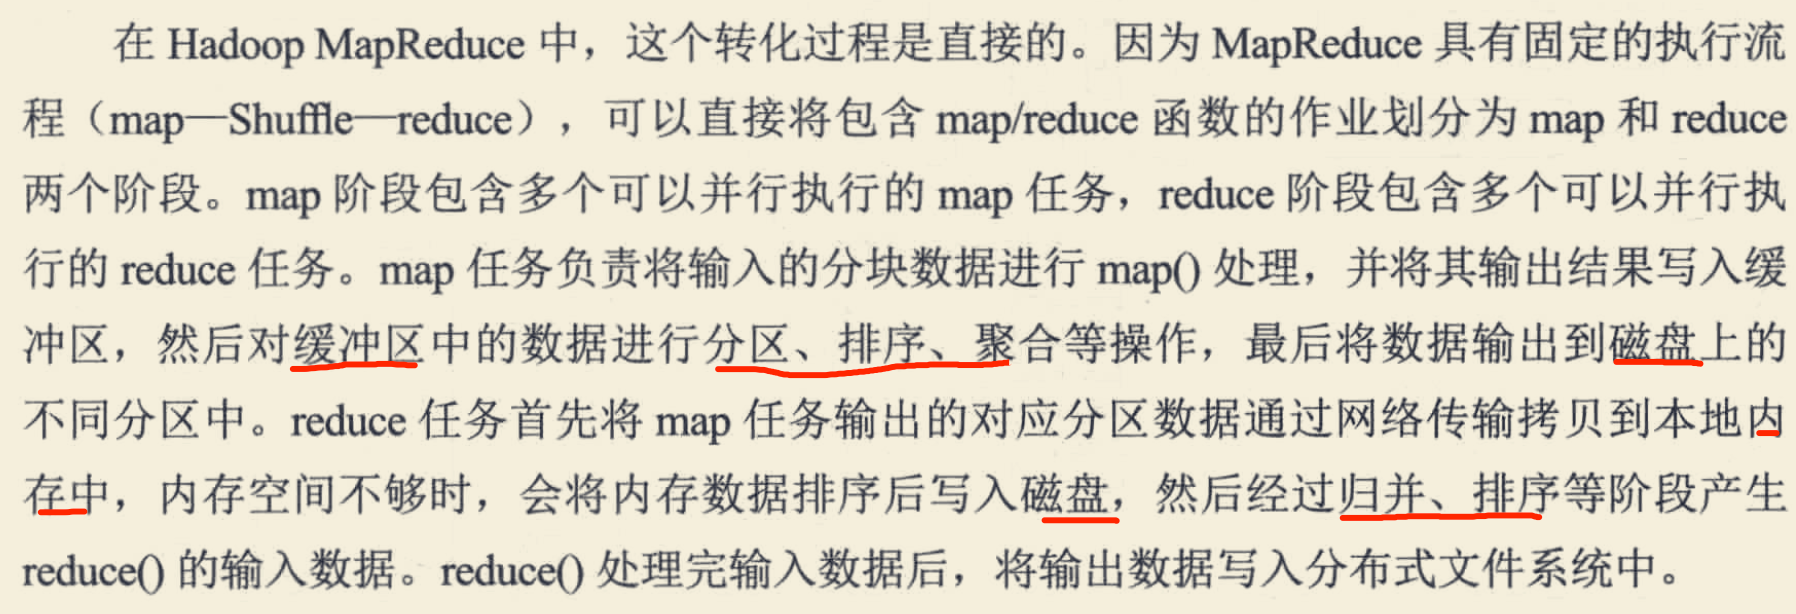 在 Hadoop MapReduce 中，这个转化过程是直接的。因为 MapReduce 具有固定的执行流
程（map—Shuffle—reduce），可以直接将包含 map/reduce 函数的作业划分为 map 和 reduce
两个阶段。map 阶段包含多个可以并行执行的 map 任务，reduce 阶段包含多个可以并行执
行的 reduce 任务。map 任务负责将输入的分块数据进行 map() 处理，并将其输出结果写入缓
冲区，然后对缓冲区中的数据进行分区、排序、聚合等操作，最后将数据输出到磁盘上的
不同分区中。reduce 任务首先将 map 任务输出的对应分区数据通过网络传输拷贝到本地内
存中，内存空间不够时，会将内存数据排序后写入磁盘，然后经过归并、排序等阶段产生
reduce() 的输入数据。reduce() 处理完输入数据后，将输出数据写入分布式文件系统中。